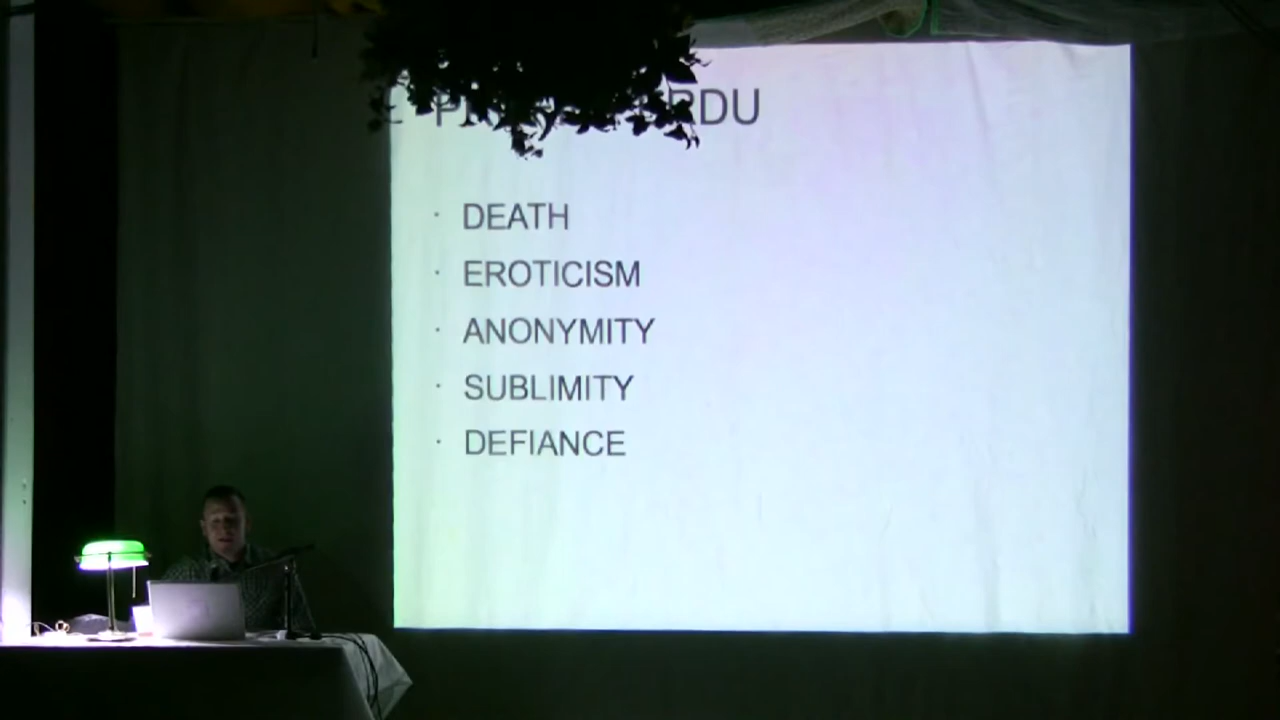 DEATH
EROTICISM
ANONYMITY
SUBLIMITY
DEFIANCE